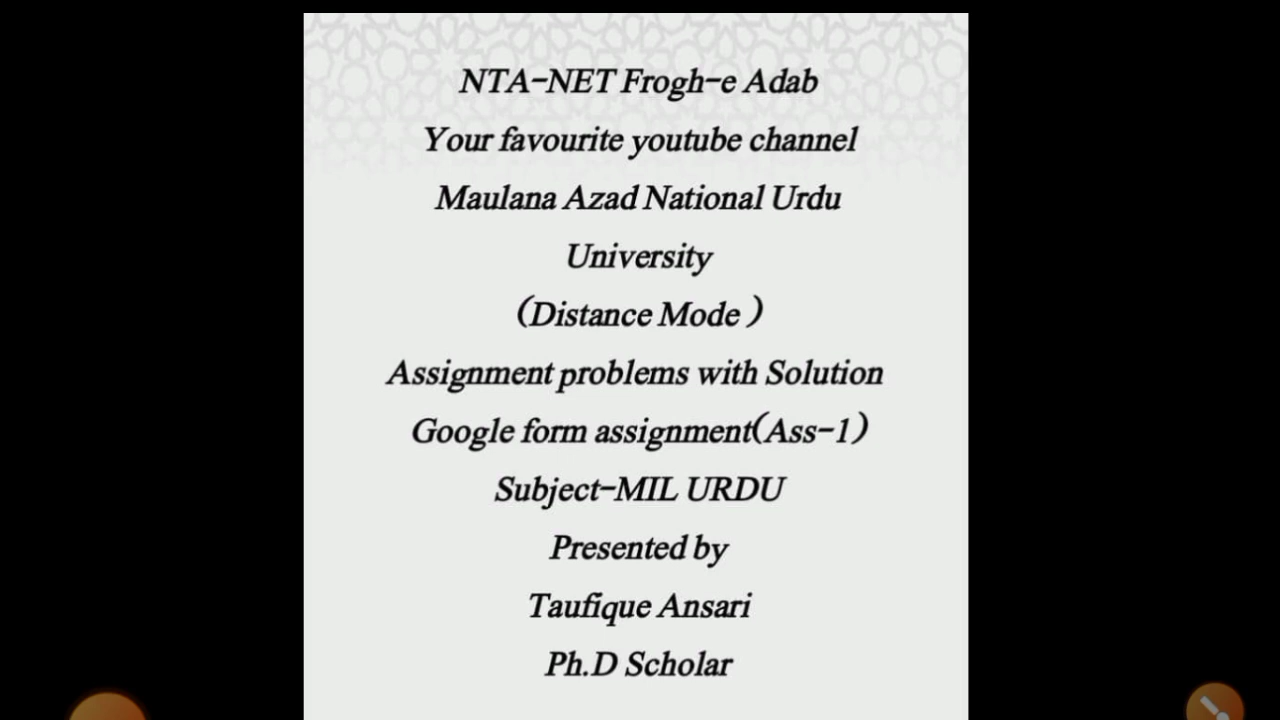 NTA-NET Frogh-e Adab
Your favourite youtube channel
Maulana Azad National Urdu
University
(Distance Mode )
Assignment problems with Solution
Google form assignment(Ass-1)
Subject-MIL URDU
Presented by
Taufique Ansari
Ph.D Scholar